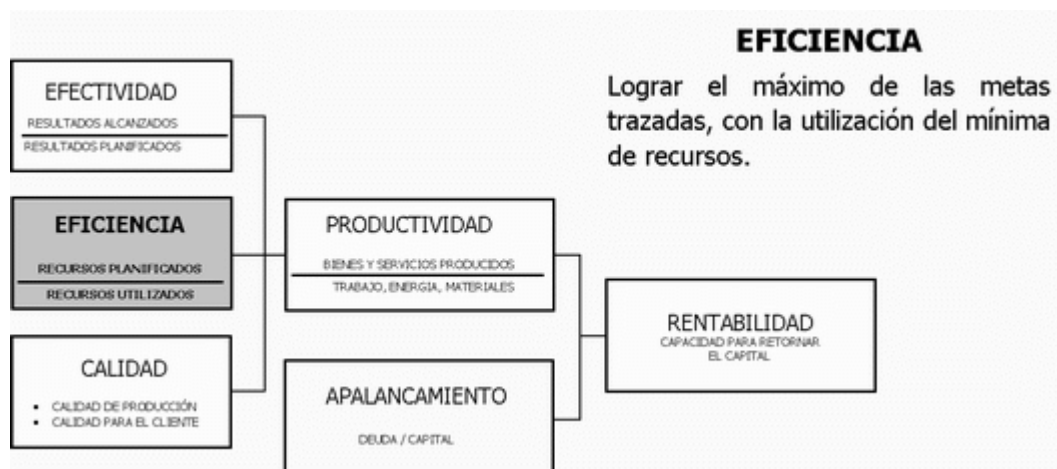 EFICIENCIA
Lograr el máximo de las metas
trazadas, con la utilización del mínima
de recursos.
EFECTIVIDAD
RESULTADOS ALCANZADOS
RESULTADOS PLANIFICADOS
EFICIENCIA
RECURSOS PLANIFICADOS
RECURSOS UTILIZADOS
CALIDAD
• CALIDAD DE PRODUCCIÓN
• CALIDAD PARA EL CLIENTE
PRODUCTIVIDAD
BIENES Y SERVICIOS PRODUCIDOS
TRABAJO, ENERGIA, MATERIALES
APALANCAMIENTO
DEUDA / CAPITAL
RENTABILIDAD
CAPACIDAD PARA RETORNAR
EL CAPITAL